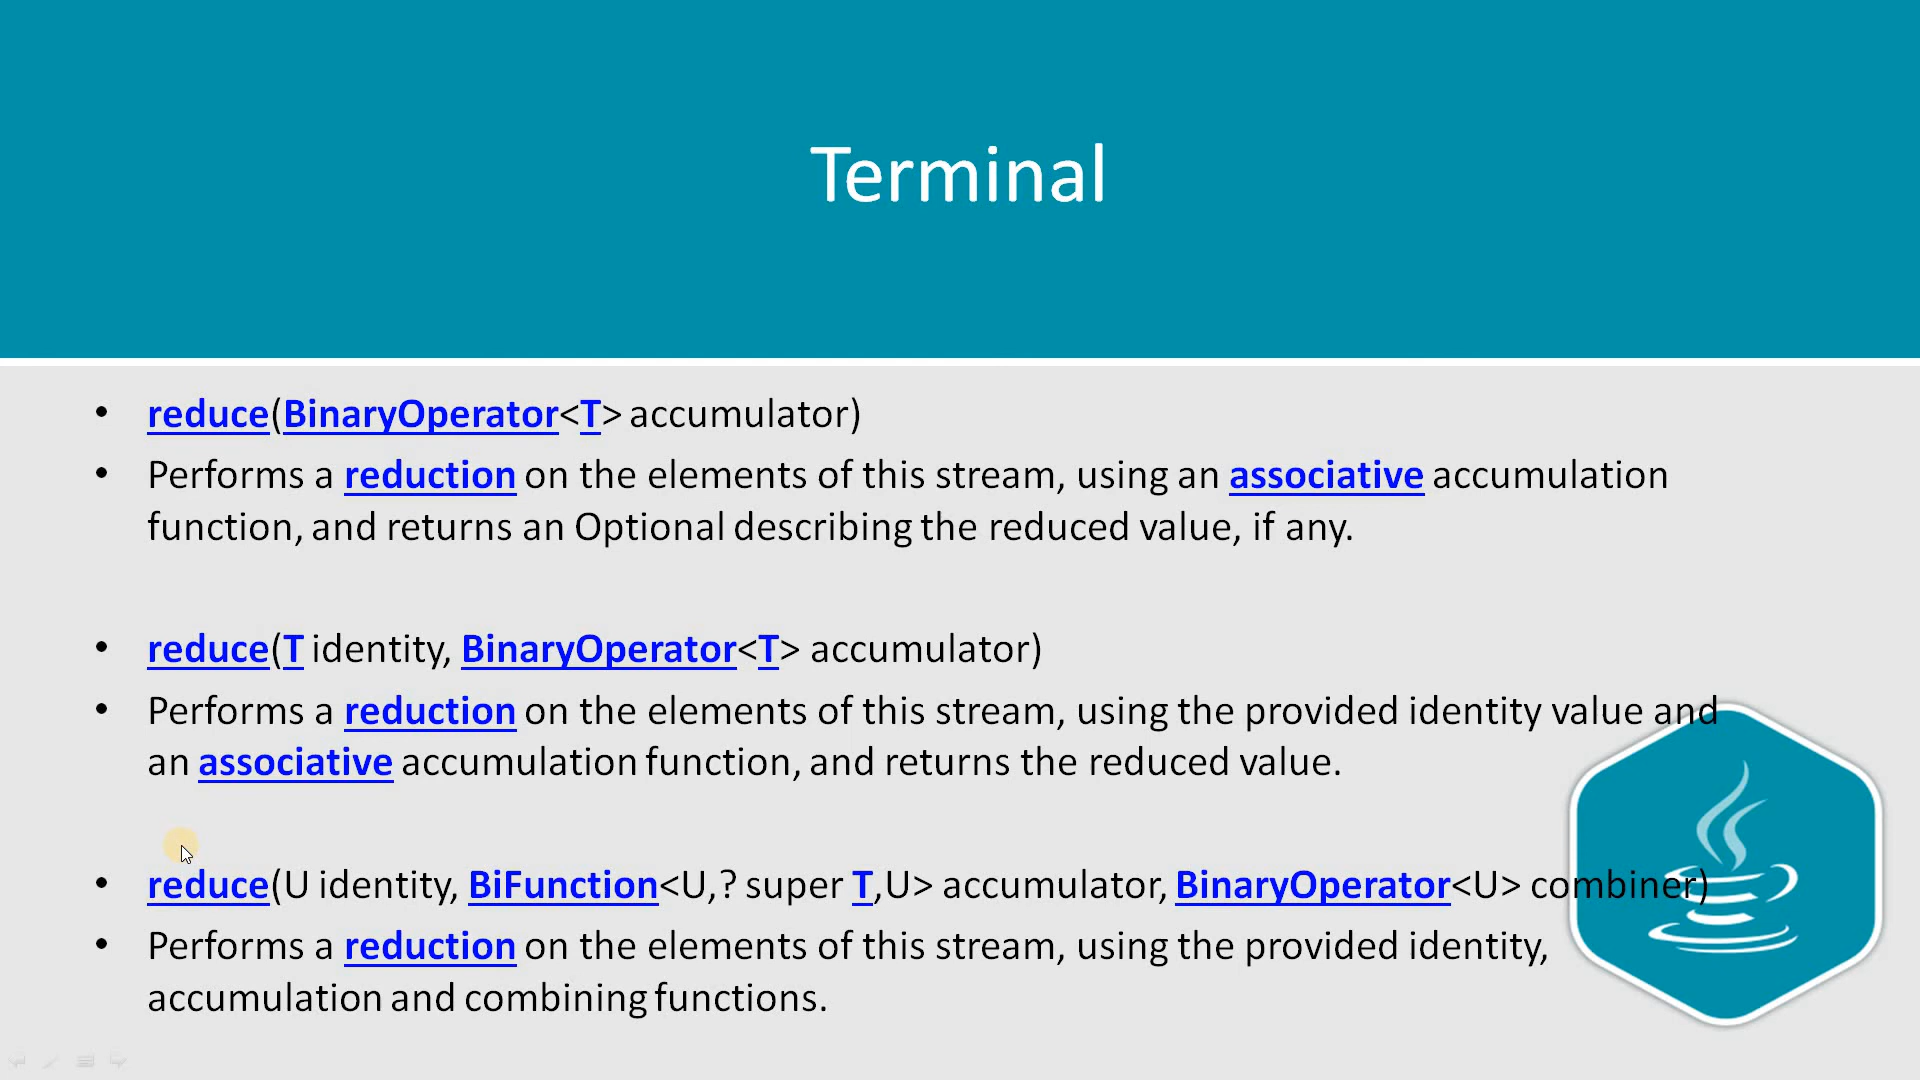 Terminal
• reduce(BinaryOperator<T> accumulator)
• Performs a reduction on the elements of this stream, using an associative accumulation
function, and returns an Optional describing the reduced value, if any.
• reduce(T identity, BinaryOperator<T> accumulator)
• Performs a reduction on the elements of this stream, using the provided identity value and
an associative accumulation function, and returns the reduced value.
• reduce(U identity, BiFunction<U,? super T,U> accumulator, BinaryOperator<U> combiner)
• Performs a reduction on the elements of this stream, using the provided identity,
accumulation and combining functions.